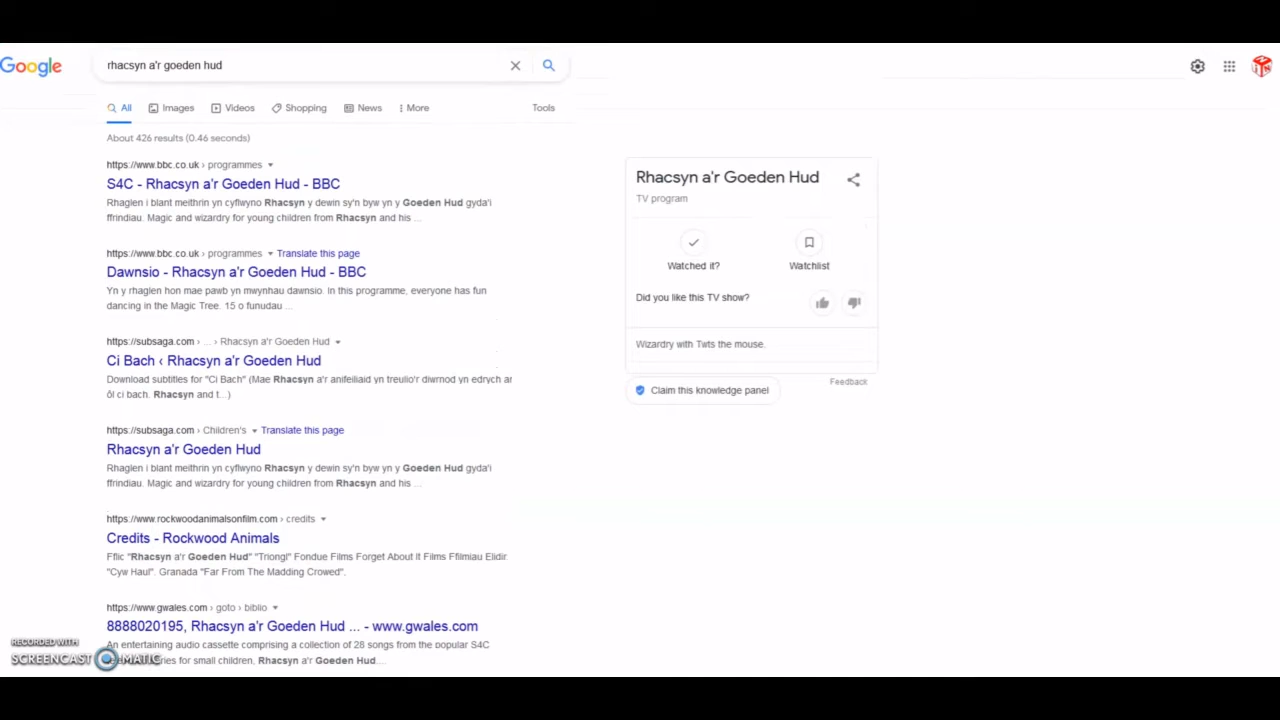 Google
rhacsyn a'r goeden hud
All Images Videos Shopping News More Tools
About 426 results (0.46 seconds)
https://www.bbc.co.uk › programmes
S4C - Rhacsyn a'r Goeden Hud - BBC
Rhaglen i blant meithrin yn cyflwyno Rhacsyn y dewin sy'n byw yn y Goeden Hud gyda'i
ffrindiau. Magic and wizardry for young children from Rhacsyn and his ...
https://www.bbc.co.uk › programmes Translate this page
Dawnsio - Rhacsyn a'r Goeden Hud - BBC
Yn y rhaglen hon mae pawb yn mwynhau dawnsio. In this programme, everyone has fun
dancing in the Magic Tree. 15 o funudau ...
https://subsaga.com › ... › Rhacsyn a'r Goeden Hud
Ci Bach ‹ Rhacsyn a'r Goeden Hud
Download subtitles for "Ci Bach" (Mae Rhacsyn a'r anifeiliaid yn treulio'r diwrnod yn edrych ar
ôl ci bach. Rhacsyn and t...)
https://subsaga.com › Children's Translate this page
Rhacsyn a'r Goeden Hud
Rhaglen i blant meithrin yn cyflwyno Rhacsyn y dewin sy'n byw yn y Goeden Hud gyda'i
ffrindiau. Magic and wizardry for young children from Rhacsyn and his ...
https://www.rockwoodanimalsonfilm.com › credits
Credits - Rockwood Animals
Fflic "Rhacsyn a'r Goeden Hud" "Triongl" Fondue Films Forget About It Films Ffilmiau Elidir.
"Cyw Haul". Granada "Far From The Madding Crowed".
https://www.gwales.com › goto › biblio
8888020195, Rhacsyn a'r Goeden Hud ... - www.gwales.com
An entertaining audio cassette comprising a collection of 28 songs from the popular S4C
for small children, Rhacsyn a'r Goeden Hud...
Rhacsyn a'r Goeden Hud
TV program
Watched it? Watchlist
Did you like this TV show?
Wizardry with Twts the mouse.
Feedback
Claim this knowledge panel
RECORDED WITH
SCREENCAST MATIC